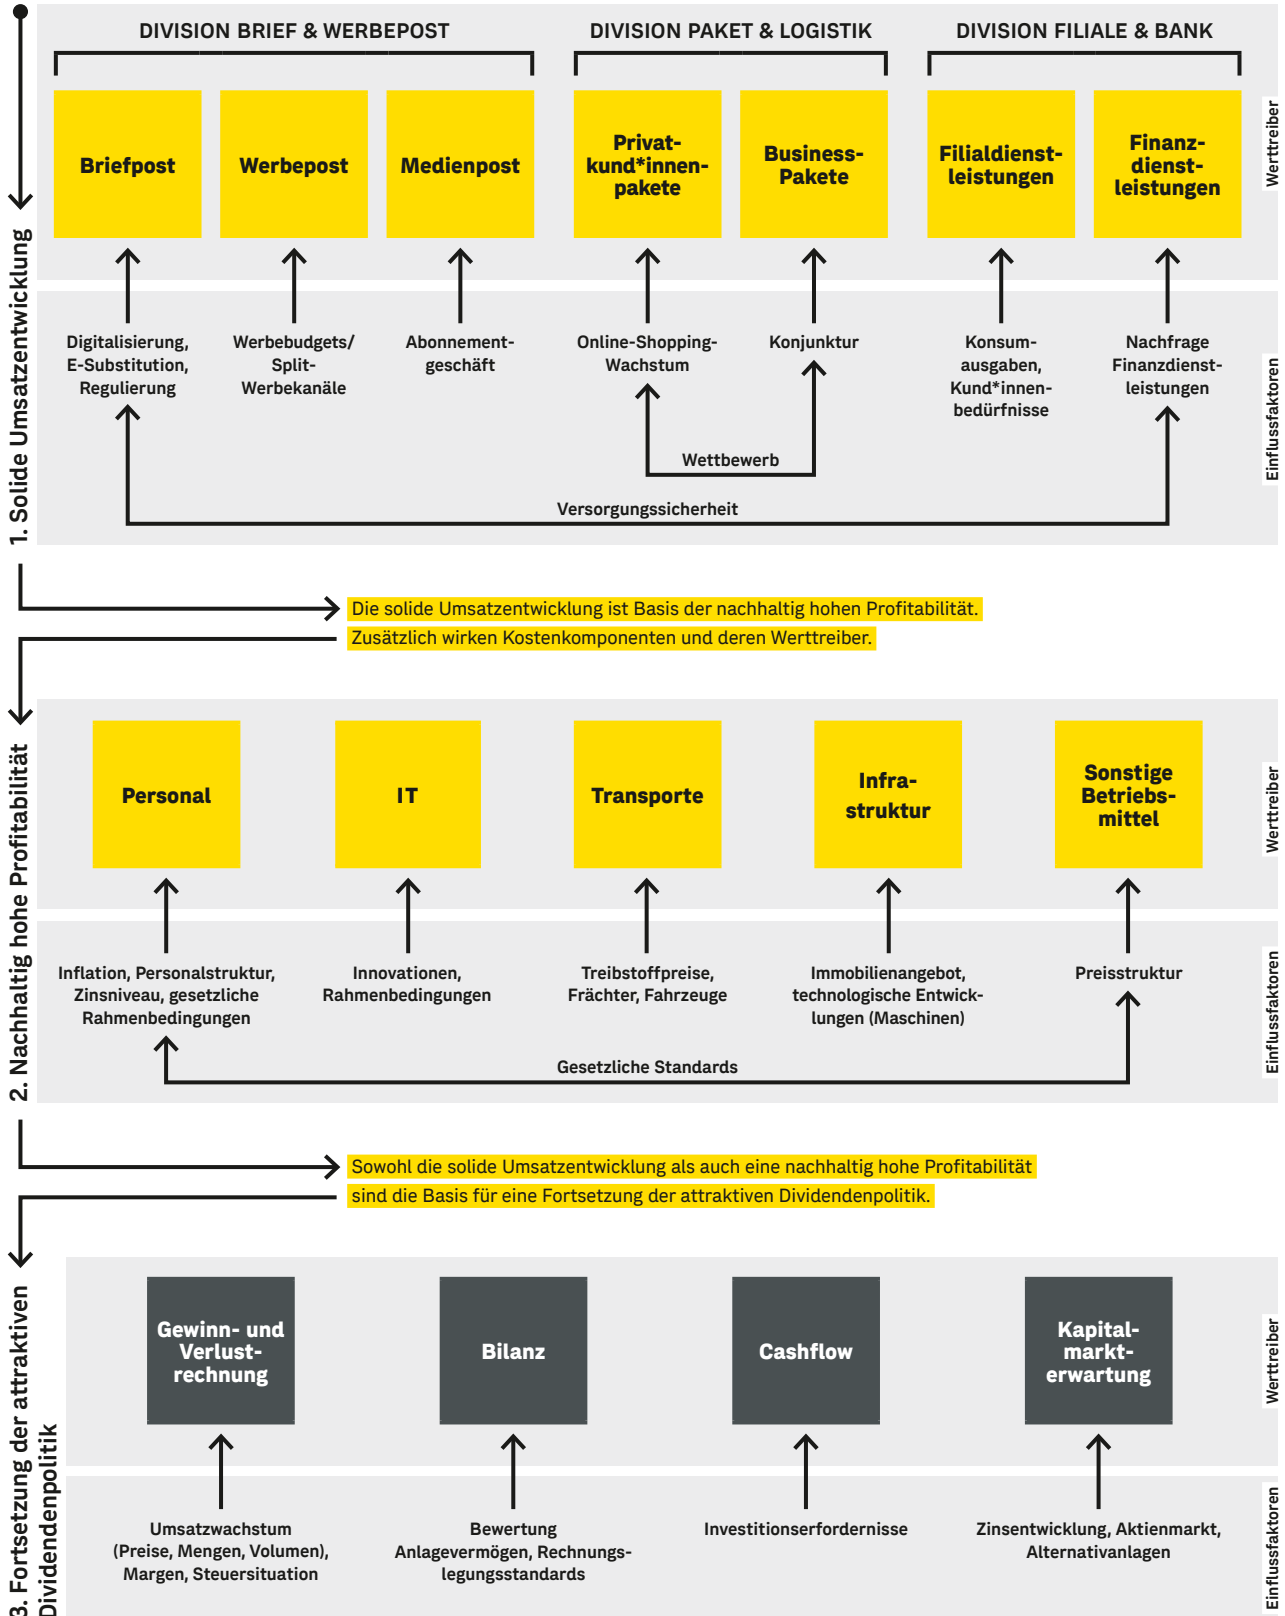 DIVISION BRIEF & WERBEPOST
DIVISION PAKET & LOGISTIK
DIVISION FILIALE & BANK
1. Solide Umsatzentwicklung
Werttreiber
Briefpost
Werbepost
Medienpost
Privat-
kund*innen-
pakete
Business-
Pakete
Filialdienst-
leistungen
Finanz-
dienst-
leistungen
Einflussfaktoren
Digitalisierung,
E-Substitution,
Regulierung
Werbebudgets/
Split-
Werbekanäle
Abonnement-
geschäft
Online-Shopping-
Wachstum
Konjunktur
Konsum-
ausgaben,
Kund*innen-
bedürfnisse
Nachfrage
Finanzdienst-
leistungen
Wettbewerb
Versorgungssicherheit
Die solide Umsatzentwicklung ist Basis der nachhaltig hohen Profitabilität.
Zusätzlich wirken Kostenkomponenten und deren Werttreiber.
2. Nachhaltig hohe Profitabilität
Werttreiber
Personal
IT
Transporte
Infra-
struktur
Sonstige
Betriebs-
mittel
Einflussfaktoren
Inflation, Personalstruktur,
Zinsniveau, gesetzliche
Rahmenbedingungen
Innovationen,
Rahmenbedingungen
Treibstoffpreise,
Frächter, Fahrzeuge
Immobilienangebot,
technologische Entwick-
lungen (Maschinen)
Preisstruktur
Gesetzliche Standards
Sowohl die solide Umsatzentwicklung als auch eine nachhaltig hohe Profitabilität
sind die Basis für eine Fortsetzung der attraktiven Dividendenpolitik.
3. Fortsetzung der attraktiven
Dividendenpolitik
Werttreiber
Gewinn- und
Verlust-
rechnung
Bilanz
Cashflow
Kapital-
markt-
erwartung
Einflussfaktoren
Umsatzwachstum
(Preise, Mengen, Volumen),
Margen, Steuersituation
Bewertung
Anlagevermögen, Rechnungs-
legungsstandards
Investitionserfordernisse
Zinsentwicklung, Aktienmarkt,
Alternativanlagen